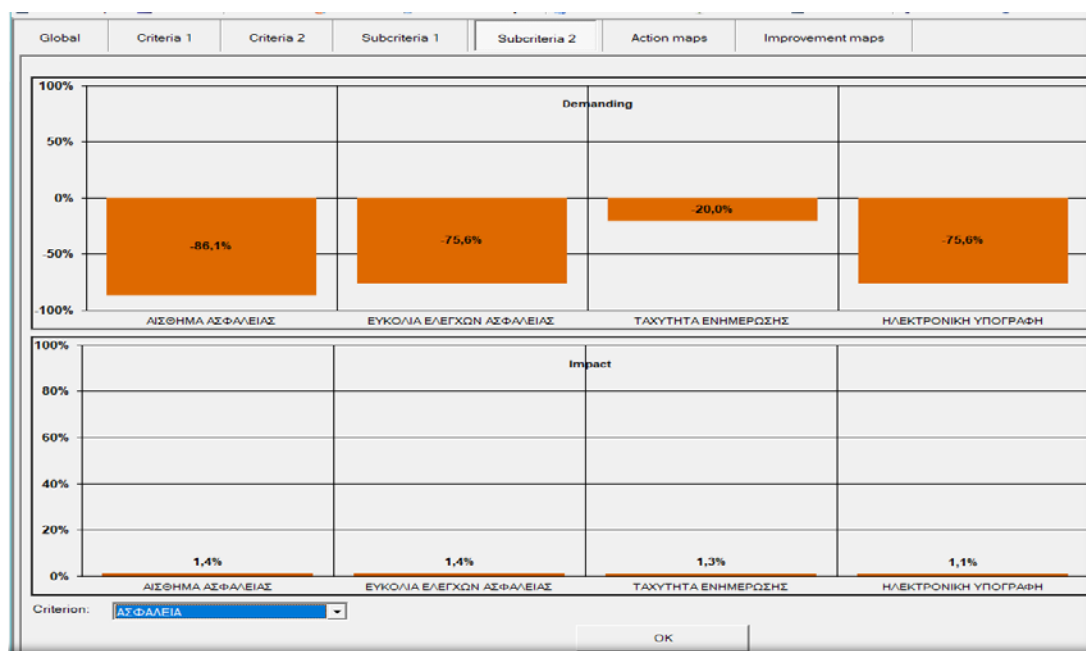 Global Criteria 1 Criteria 2 Subcriteria 1 Subcriteria 2 Action maps Improvement maps
Demanding
100%
50%
0%
-50%
-100%
-86,1% -75,6% -20,0% -75,6%
ΑΙΣΘΗΜΑ ΑΣΦΑΛΕΙΑΣ ΕΥΚΟΛΙΑ ΕΛΕΓΧΩΝ ΑΣΦΑΛΕΙΑΣ ΤΑΧΥΤΗΤΑ ΕΝΗΜΕΡΩΣΗΣ ΗΛΕΚΤΡΟΝΙΚΗ ΥΠΟΓΡΑΦΗ
Impact
100%
80%
60%
40%
20%
0%
1,4% 1,4% 1,3% 1,1%
ΑΙΣΘΗΜΑ ΑΣΦΑΛΕΙΑΣ ΕΥΚΟΛΙΑ ΕΛΕΓΧΩΝ ΑΣΦΑΛΕΙΑΣ ΤΑΧΥΤΗΤΑ ΕΝΗΜΕΡΩΣΗΣ ΗΛΕΚΤΡΟΝΙΚΗ ΥΠΟΓΡΑΦΗ
Criterion: ΑΣΦΑΛΕΙΑ
OK